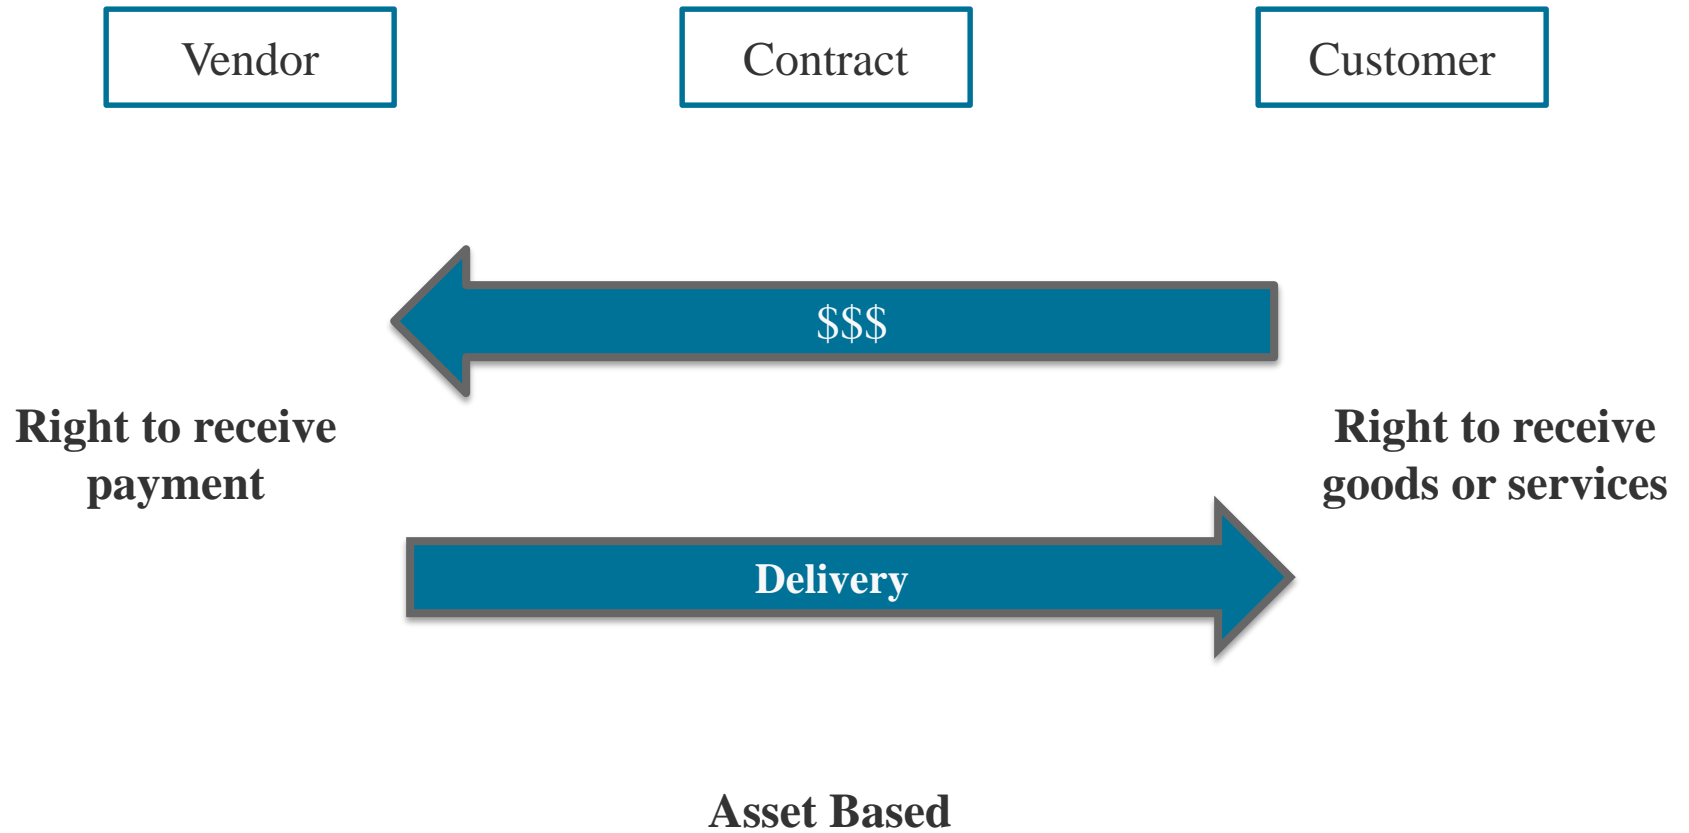 Vendor
Contract
Customer
$$$
Right to receive
payment
Right to receive
goods or services
Delivery
Asset Based